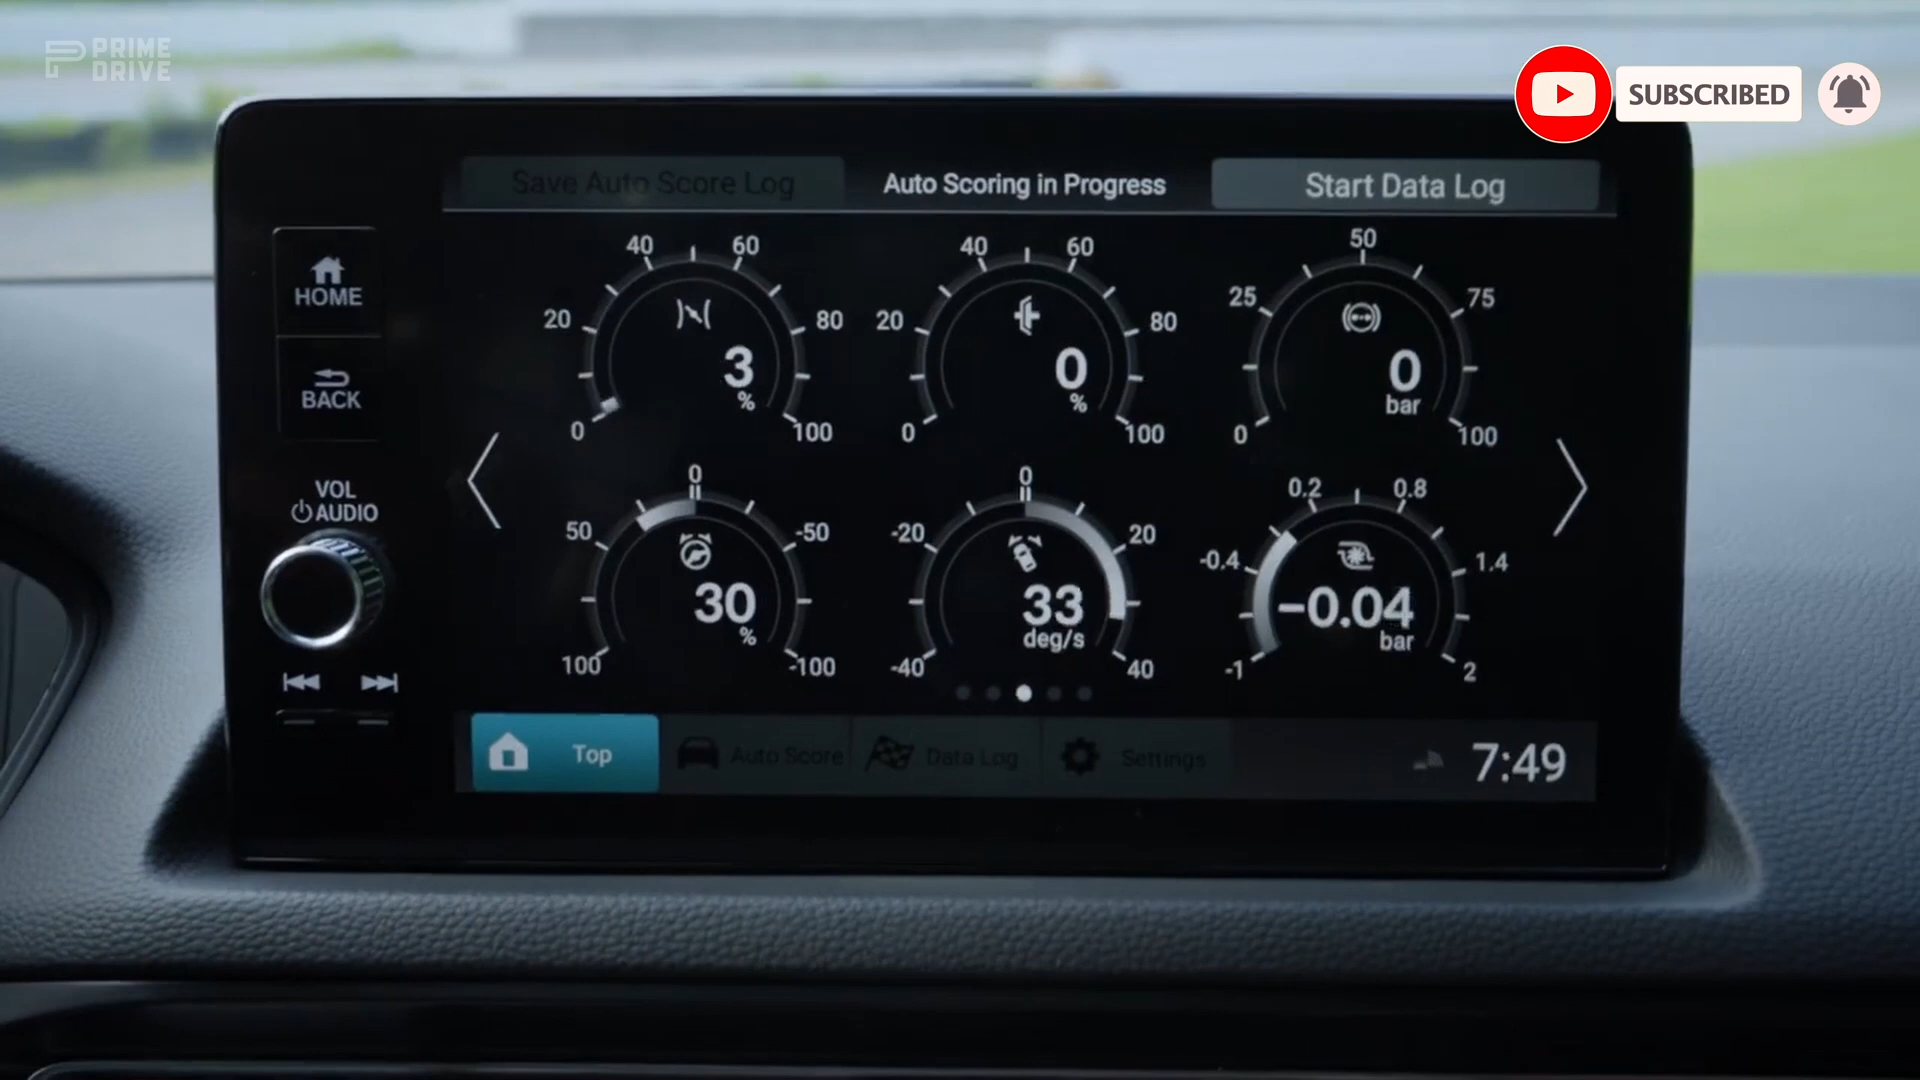 PRIME
DRIVE
SUBSCRIBED
Save Auto Score Log
Auto Scoring in Progress
Start Data Log
HOME
BACK
VOL
AUDIO
40 60
20 80
3
%
0 100
40 60
20 80
0
%
0 100
50
25 75
0
bar
0 100
0
50 -50
30
%
100 -100
0
-20 20
33
deg/s
-40 40
0.2 0.8
-0.4 1.4
-0.04
bar
-1 2
Top
Auto Score
Data Log
Settings
7:49